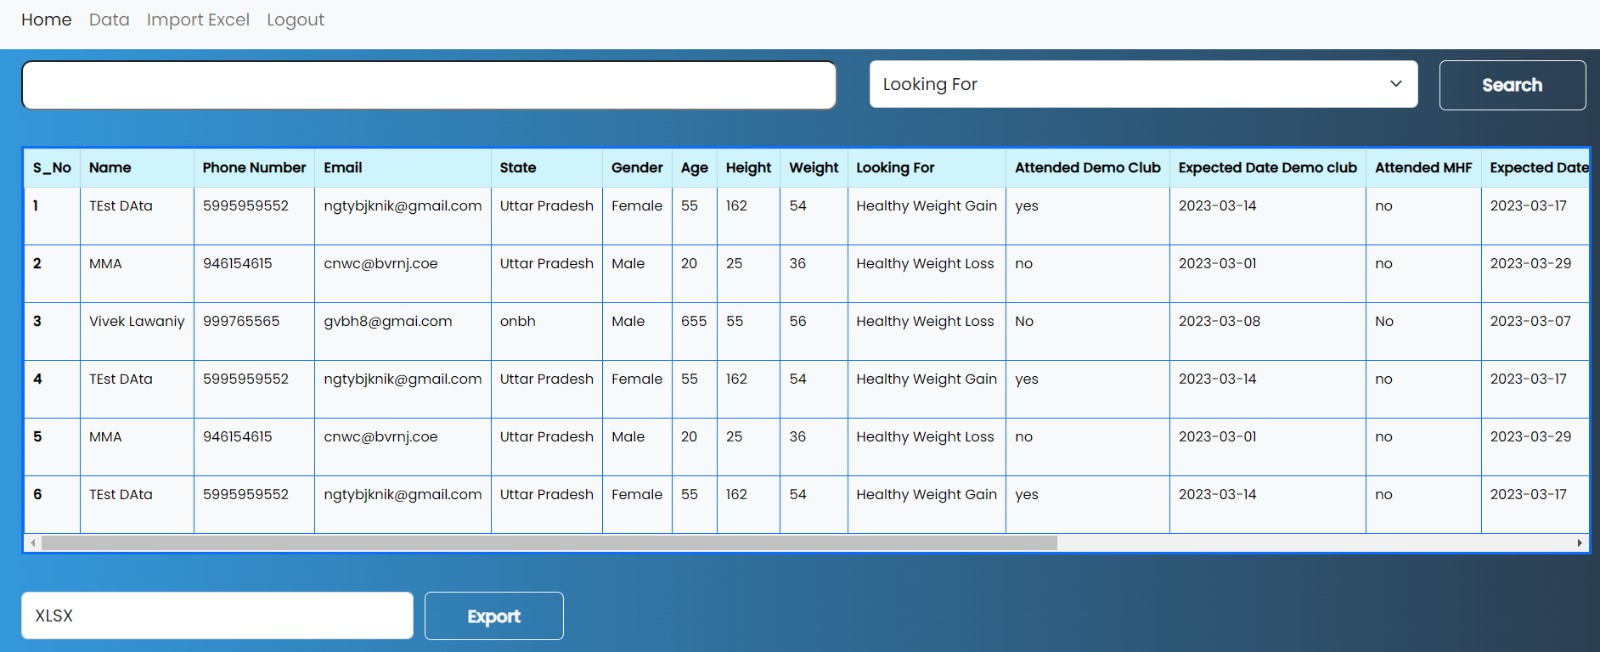 Home Data Import Excel Logout
Looking For Search
S_No Name Phone Number Email State Gender Age Height Weight Looking For Attended Demo Club Expected Date Demo club Attended MHF Expected Date
1 TEst DAta 5995959552 ngtybjknik@gmail.com Uttar Pradesh Female 55 162 54 Healthy Weight Gain yes 2023-03-14 no 2023-03-17
2 MMA 946154615 cnwc@bvrnj.coe Uttar Pradesh Male 20 25 36 Healthy Weight Loss no 2023-03-01 no 2023-03-29
3 Vivek Lawaniy 999765565 gvbh8@gmai.com onbh Male 655 55 56 Healthy Weight Loss No 2023-03-08 No 2023-03-07
4 TEst DAta 5995959552 ngtybjknik@gmail.com Uttar Pradesh Female 55 162 54 Healthy Weight Gain yes 2023-03-14 no 2023-03-17
5 MMA 946154615 cnwc@bvrnj.coe Uttar Pradesh Male 20 25 36 Healthy Weight Loss no 2023-03-01 no 2023-03-29
6 TEst DAta 5995959552 ngtybjknik@gmail.com Uttar Pradesh Female 55 162 54 Healthy Weight Gain yes 2023-03-14 no 2023-03-17
XLSX Export